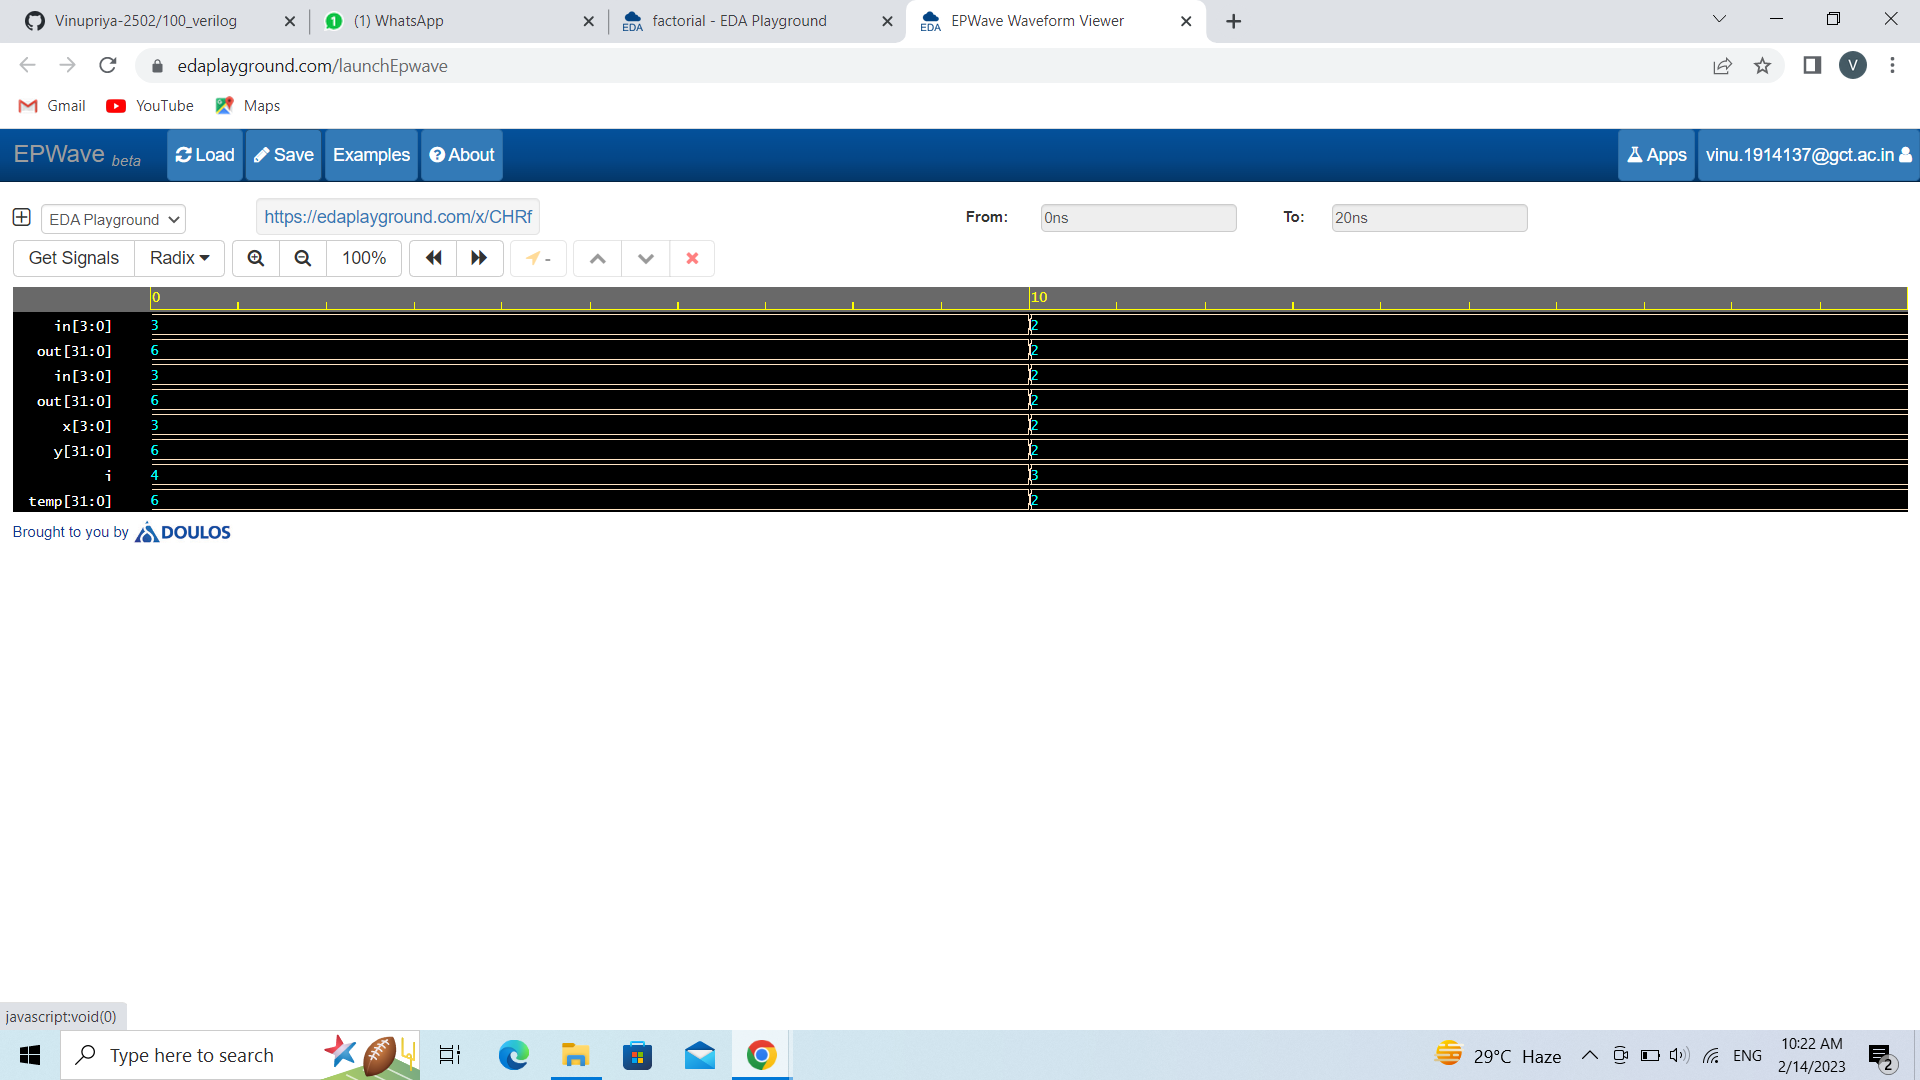 Vinupriya-2502/100_verilog
1 (1) WhatsApp
EDA factorial - EDA Playground
EDA EPWave Waveform Viewer
edaplayground.com/launchEpwave
V
Gmail YouTube Maps
EPWave beta Load Save Examples About Apps vinu.1914137@gct.ac.in
EDA Playground https://edaplayground.com/x/CHRf From: 0ns To: 20ns
Get Signals Radix 100% -
0 10
in[3:0] 3 2
out[31:0] 6 2
in[3:0] 3 2
out[31:0] 6 2
x[3:0] 3 2
y[31:0] 6 2
i 4 3
temp[31:0] 6 2
Brought to you by DOULOS
javascript:void(0)
Type here to search
29°C Haze ENG
10:22 AM
2/14/2023
2